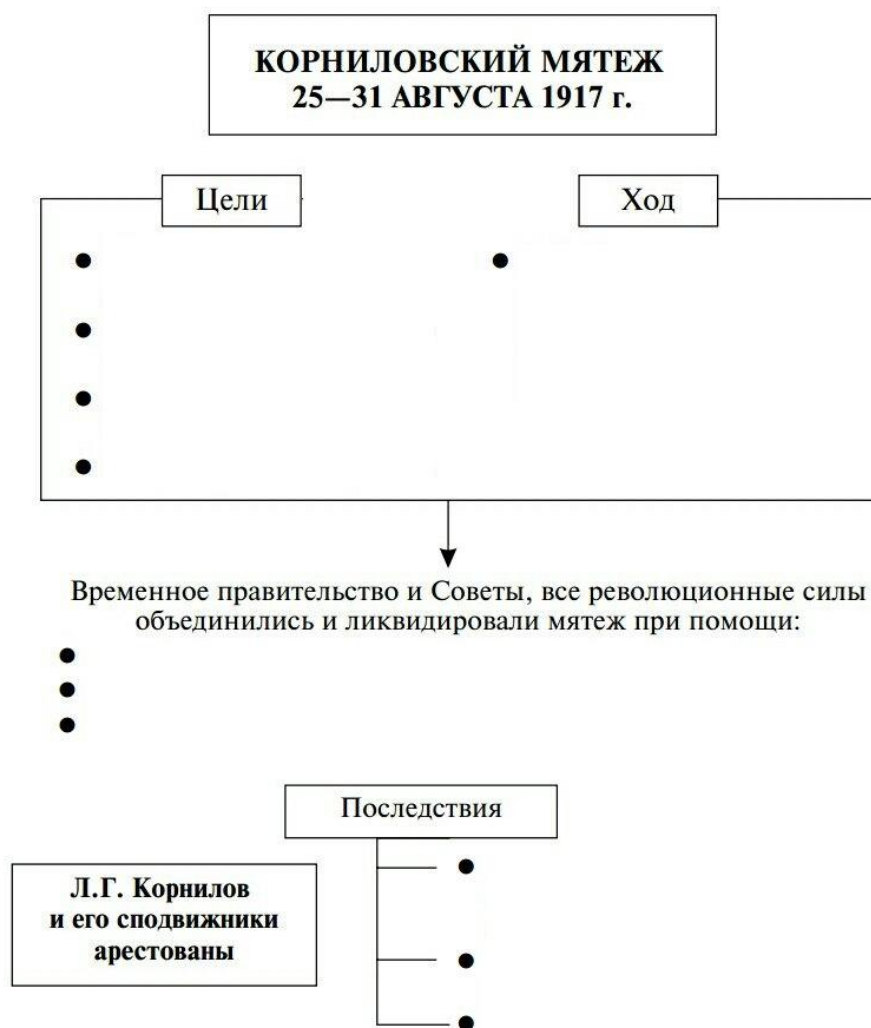 КОРНИЛОВСКИЙ МЯТЕЖ
25—31 АВГУСТА 1917 г.
Цели
Ход
Временное правительство и Советы, все революционные силы
объединились и ликвидировали мятеж при помощи:
Последствия
Л.Г. Корнилов
и его сподвижники
арестованы